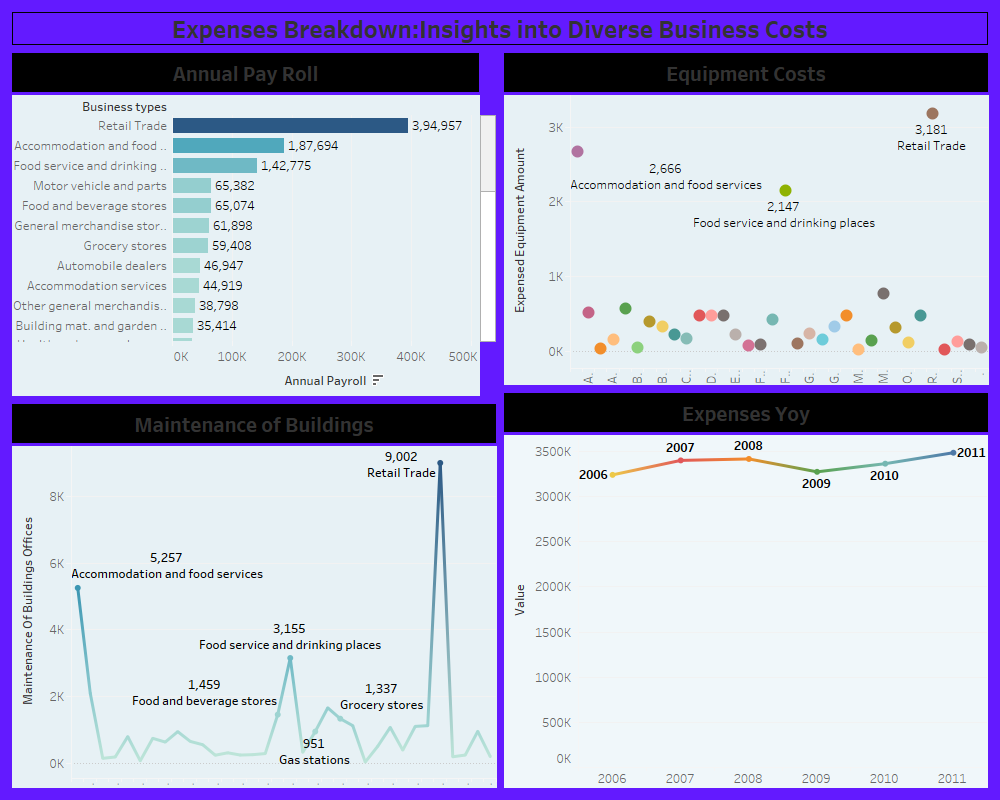 Expenses Breakdown:Insights into Diverse Business Costs
Annual Pay Roll
Business types
Retail Trade 3,94,957
Accommodation and food .. 1,87,694
Food service and drinking .. 1,42,775
Motor vehicle and parts 65,382
Food and beverage stores 65,074
General merchandise stor.. 61,898
Grocery stores 59,408
Automobile dealers 46,947
Accommodation services 44,919
Other general merchandis.. 38,798
Building mat. and garden .. 35,414
0K 100K 200K 300K 400K 500K
Annual Payroll
Equipment Costs
Expensed Equipment Amount
3K
2K
1K
0K
3,181
Retail Trade
2,666
Accommodation and food services
2,147
Food service and drinking places
A.. A.. B.. B.. C.. D.. E.. F.. F.. G.. G.. M.. M.. O.. R.. S..
Maintenance of Buildings
Maintenance Of Buildings Offices
8K
6K
4K
2K
0K
9,002
Retail Trade
5,257
Accommodation and food services
3,155
Food service and drinking places
1,459
Food and beverage stores
1,337
Grocery stores
951
Gas stations
Expenses Yoy
Value
3500K
3000K
2500K
2000K
1500K
1000K
500K
0K
2006
2007
2008
2009
2010
2011
2006 2007 2008 2009 2010 2011